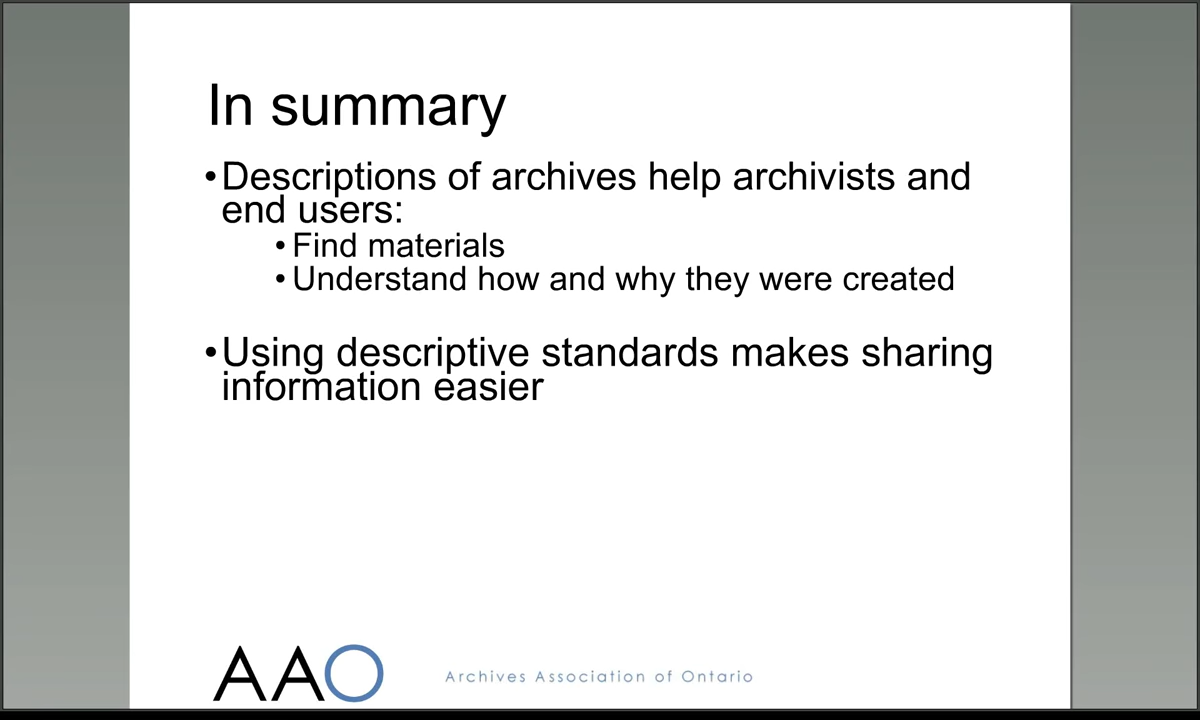 In summary
•Descriptions of archives help archivists and
end users:
•Find materials
•Understand how and why they were created
•Using descriptive standards makes sharing
information easier
AAO
Archives Association of Ontario